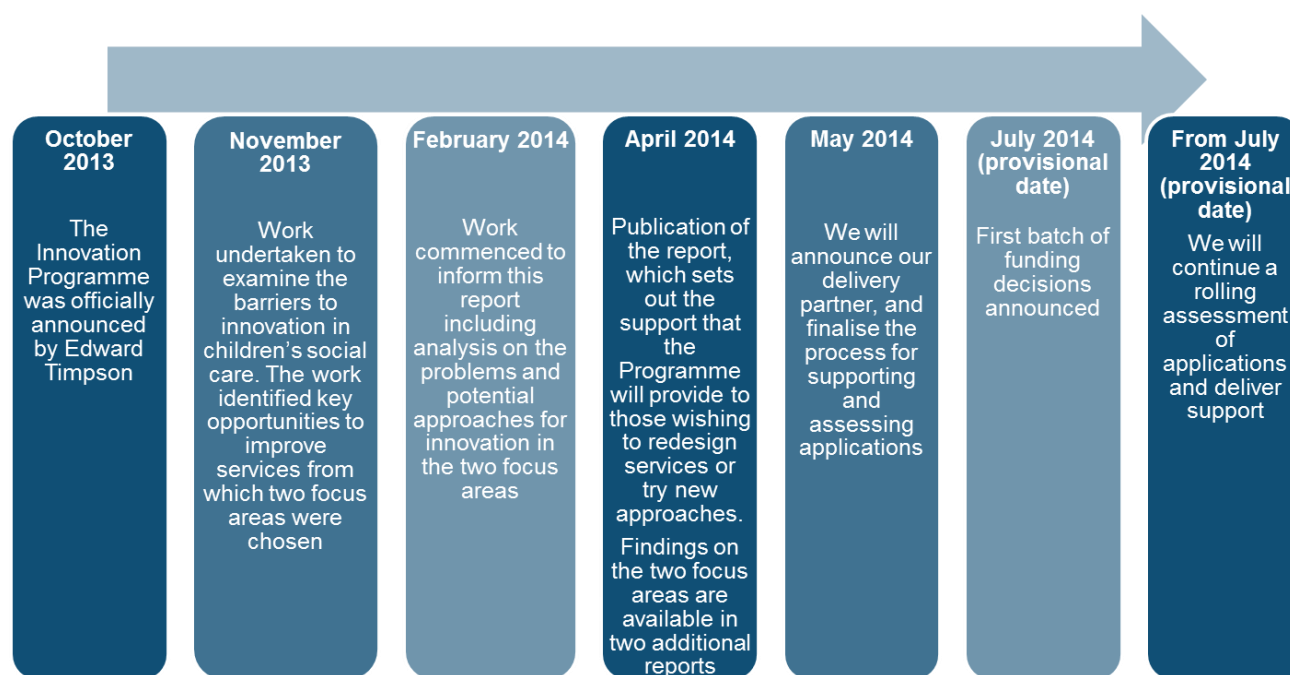 October
2013
The
Innovation
Programme
was officially
announced
by Edward
Timpson
November
2013
Work
undertaken to
examine the
barriers to
innovation in
children's social
care. The work
identified key
opportunities to
improve
services from
which two focus
areas were
chosen
February 2014
Work
commenced to
inform this
report
including
analysis on the
problems and
potential
approaches for
innovation in
the two focus
areas
April 2014
Publication of
the report,
which sets
out the
support that
the
Programme
will provide to
those wishing
to redesign
services or
try new
approaches.
Findings on
the two focus
areas are
available in
two additional
reports
May 2014
We will
announce our
delivery
partner, and
finalise the
process for
supporting
and
assessing
applications
July 2014
(provisional
date)
First batch of
funding
decisions
announced
From July
2014
(provisional
date)
We will
continue a
rolling
assessment
of
applications
and deliver
support